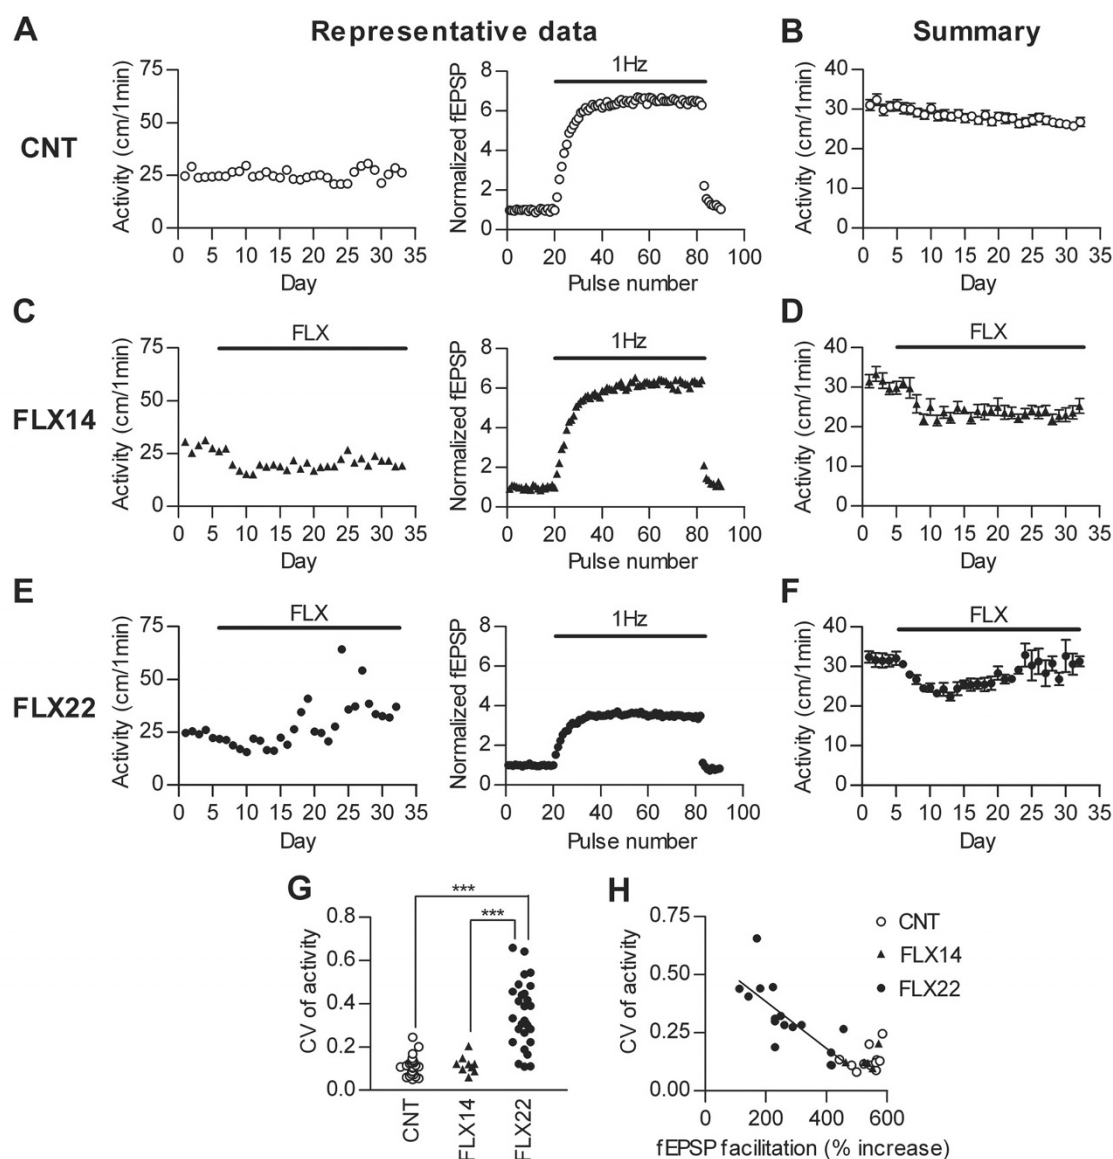 A Representative data B Summary
CNT
Activity (cm/1min)
75
50
25
0
0 5 10 15 20 25 30 35
Day
Normalized fEPSP
8
6
4
2
0
1Hz
0 20 40 60 80 100
Pulse number
Activity (cm/1min)
40
30
20
10
0
0 5 10 15 20 25 30 35
Day
C D
FLX14
Activity (cm/1min)
75
50
25
0
FLX
0 5 10 15 20 25 30 35
Day
Normalized fEPSP
8
6
4
2
0
1Hz
0 20 40 60 80 100
Pulse number
Activity (cm/1min)
40
30
20
10
0
FLX
0 5 10 15 20 25 30 35
Day
E F
FLX22
Activity (cm/1min)
75
50
25
0
FLX
0 5 10 15 20 25 30 35
Day
Normalized fEPSP
8
6
4
2
0
1Hz
0 20 40 60 80 100
Pulse number
Activity (cm/1min)
40
30
20
10
0
FLX
0 5 10 15 20 25 30 35
Day
G
CV of activity
0.8
0.6
0.4
0.2
0.0
***
***
CNT
FLX14
FLX22
H
CV of activity
0.75
0.50
0.25
0.00
0 200 400 600
fEPSP facilitation (% increase)
CNT
FLX14
FLX22